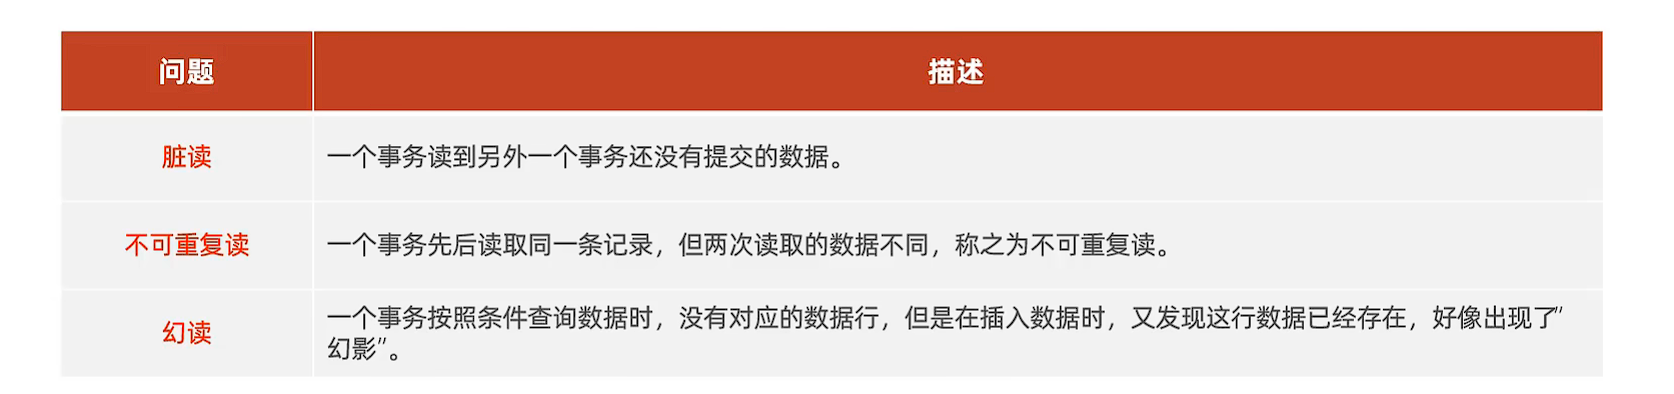 问题 描述
脏读 一个事务读到另外一个事务还没有提交的数据。
不可重复读 一个事务先后读取同一条记录，但两次读取的数据不同，称之为不可重复读。
幻读 一个事务按照条件查询数据时，没有对应的数据行，但是在插入数据时，又发现这行数据已经存在，好像出现了"
幻影"。